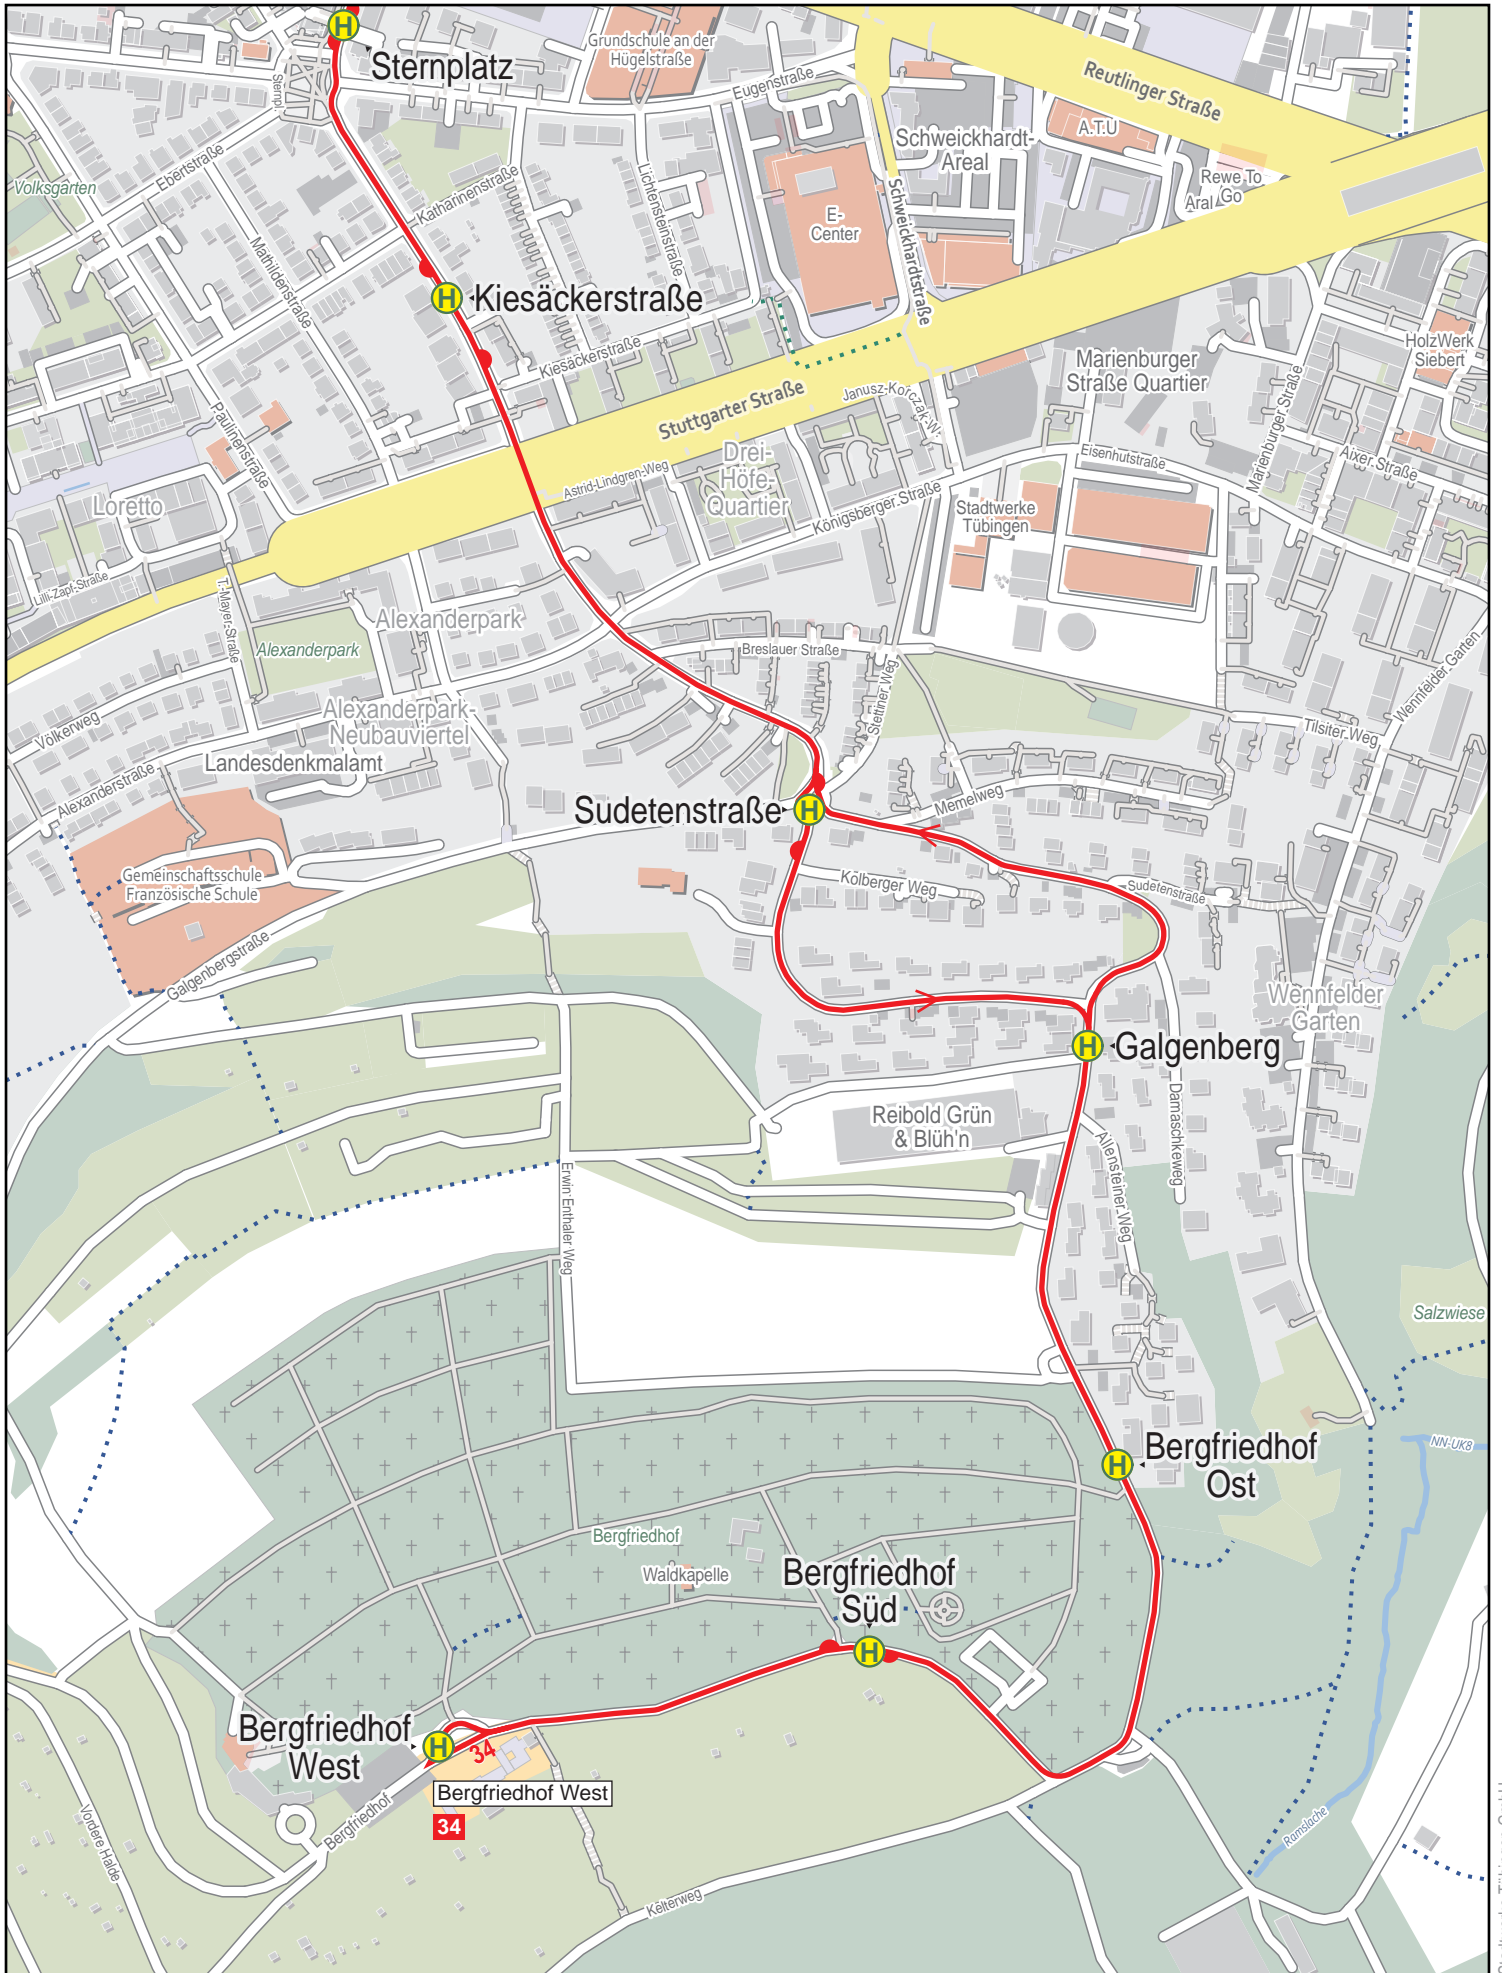 H
Sternplatz
Sternpl.
Grundschule an der
Hügelstraße
Eugenstraße
Reutlinger Straße
A.T.U
Schweickhardt-
Areal
Rewe To
Go
Aral
Volksgarten
Ebertstraße
Katharinenstraße
Lichtensteinstraße
E-
Center
Schweickhardtstraße
Mathildenstraße
H
Kiesäckerstraße
Kiesäckerstraße
Stuttgarter Straße
Janusz-Korczak-W.
Marienburger
Straße Quartier
HolzWerk
Siebert
Marienburger Straße
Aixer Straße
Eisenhutstraße
Paulinenstraße
Loretto
Astrid-Lindgren-Weg
Drei-
Höfe-
Quartier
Königsberger Straße
Stadtwerke
Tübingen
Lilli-Zapf-Straße
T.-Mayer-Straße
Alexanderpark
Alexanderpark
Breslauer Straße
Stettiner Weg
Wennfelder Garten
Tilsiter Weg
Völkerweg
Alexanderpark-
Neubauviertel
Landesdenkmalamt
Alexanderstraße
Sudetenstraße
H
Memelweg
Kolberger Weg
Sudetenstraße
Gemeinschaftsschule
Französische Schule
Galgenbergstraße
Wennfelder
Garten
H
Galgenberg
Reibold Grün
& Blüh'n
Damaschkeweg
Allensteiner Weg
Erwin-Enthaler-Weg
Salzwiese
NN-UK8
H
Bergfriedhof
Ost
Bergfriedhof
Waldkapelle
Bergfriedhof
Süd
H
Bergfriedhof
West
H
34
Bergfriedhof West
34
Bergfriedhof
Vordere Halde
Kelterweg
Ramslache